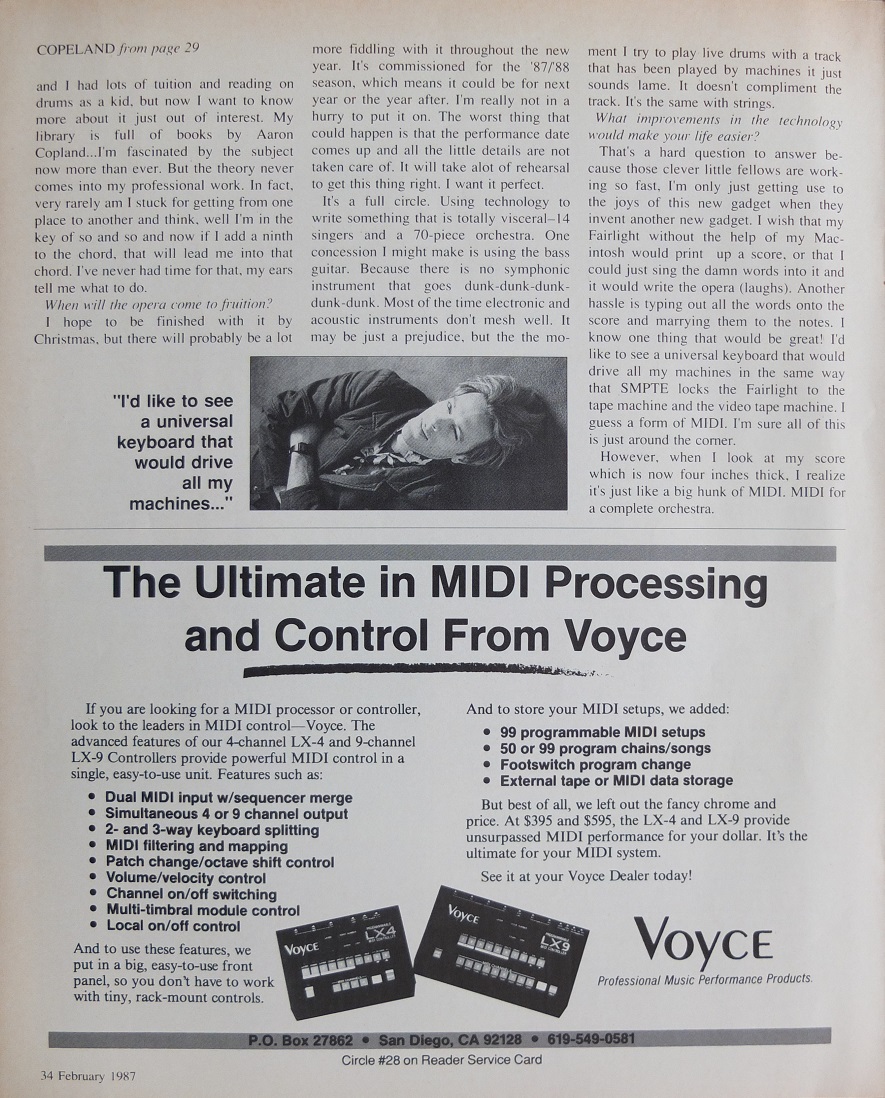 COPELAND from page 29
and I had lots of tuition and reading on
drums as a kid, but now I want to know
more about it just out of interest. My
library is full of books by Aaron
Copland...I'm fascinated by the subject
now more than ever. But the theory never
comes into my professional work. In fact,
very rarely am I stuck for getting from one
place to another and think, well I'm in the
key of so and so and now if I add a ninth
to the chord, that will lead me into that
chord. I've never had time for that, my ears
tell me what to do.
When will the opera come to fruition?
I hope to be finished with it by
Christmas, but there will probably be a lot
more fiddling with it throughout the new
year. It's commissioned for the '87/'88
season, which means it could be for next
year or the year after. I'm really not in a
hurry to put it on. The worst thing that
could happen is that the performance date
comes up and all the little details are not
taken care of. It will take alot of rehearsal
to get this thing right. I want it perfect.
It's a full circle. Using technology to
write something that is totally visceral–14
singers and a 70-piece orchestra. One
concession I might make is using the bass
guitar. Because there is no symphonic
instrument that goes dunk-dunk-dunk-
dunk-dunk. Most of the time electronic and
acoustic instruments don't mesh well. It
may be just a prejudice, but the the mo-
ment I try to play live drums with a track
that has been played by machines it just
sounds lame. It doesn't compliment the
track. It's the same with strings.
What improvements in the technology
would make your life easier?
That's a hard question to answer be-
cause those clever little fellows are work-
ing so fast, I'm only just getting use to
the joys of this new gadget when they
invent another new gadget. I wish that my
Fairlight without the help of my Mac-
intosh would print up a score, or that I
could just sing the damn words into it and
it would write the opera (laughs). Another
hassle is typing out all the words onto the
score and marrying them to the notes. I
know one thing that would be great! I'd
like to see a universal keyboard that would
drive all my machines in the same way
that SMPTE locks the Fairlight to the
tape machine and the video tape machine. I
guess a form of MIDI. I'm sure all of this
is just around the corner.
However, when I look at my score
which is now four inches thick, I realize
it's just like a big hunk of MIDI. MIDI for
a complete orchestra.
"I'd like to see
a universal
keyboard that
would drive
all my
machines..."
The Ultimate in MIDI Processing
and Control From Voyce
If you are looking for a MIDI processor or controller,
look to the leaders in MIDI control—Voyce. The
advanced features of our 4-channel LX-4 and 9-channel
LX-9 Controllers provide powerful MIDI control in a
single, easy-to-use unit. Features such as:
• Dual MIDI input w/sequencer merge
• Simultaneous 4 or 9 channel output
• 2- and 3-way keyboard splitting
• MIDI filtering and mapping
• Patch change/octave shift control
• Volume/velocity control
• Channel on/off switching
• Multi-timbral module control
• Local on/off control
And to use these features, we
put in a big, easy-to-use front
panel, so you don't have to work
with tiny, rack-mount controls.
And to store your MIDI setups, we added:
• 99 programmable MIDI setups
• 50 or 99 program chains/songs
• Footswitch program change
• External tape or MIDI data storage
But best of all, we left out the fancy chrome and
price. At $395 and $595, the LX-4 and LX-9 provide
unsurpassed MIDI performance for your dollar. It's the
ultimate for your MIDI system.
See it at your Voyce Dealer today!
VOYCE
LX4
VOYCE
LX9
VOYCE
Professional Music Performance Products.
P.O. Box 27862 • San Diego, CA 92128 • 619-549-0581
Circle #28 on Reader Service Card
34 February 1987